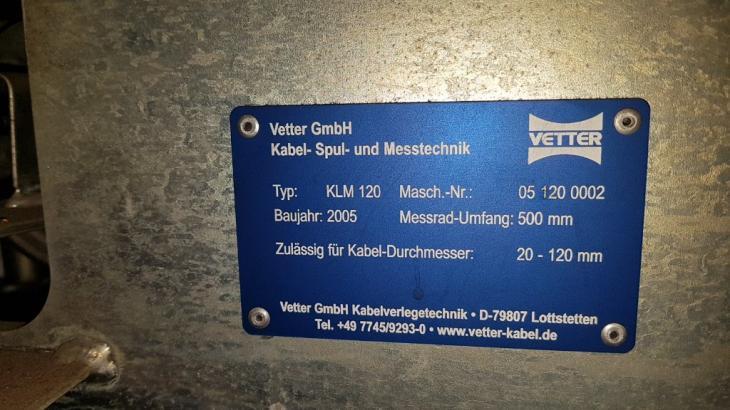 Vetter GmbH
Kabel- Spul- und Messtechnik
VETTER
Typ: KLM 120 Masch.-Nr.: 05 120 0002
Baujahr: 2005 Messrad-Umfang: 500 mm
Zulässig für Kabel-Durchmesser: 20 - 120 mm
Vetter GmbH Kabelverlegetechnik • D-79807 Lottstetten
Tel. +49 7745/9293-0 • www.vetter-kabel.de